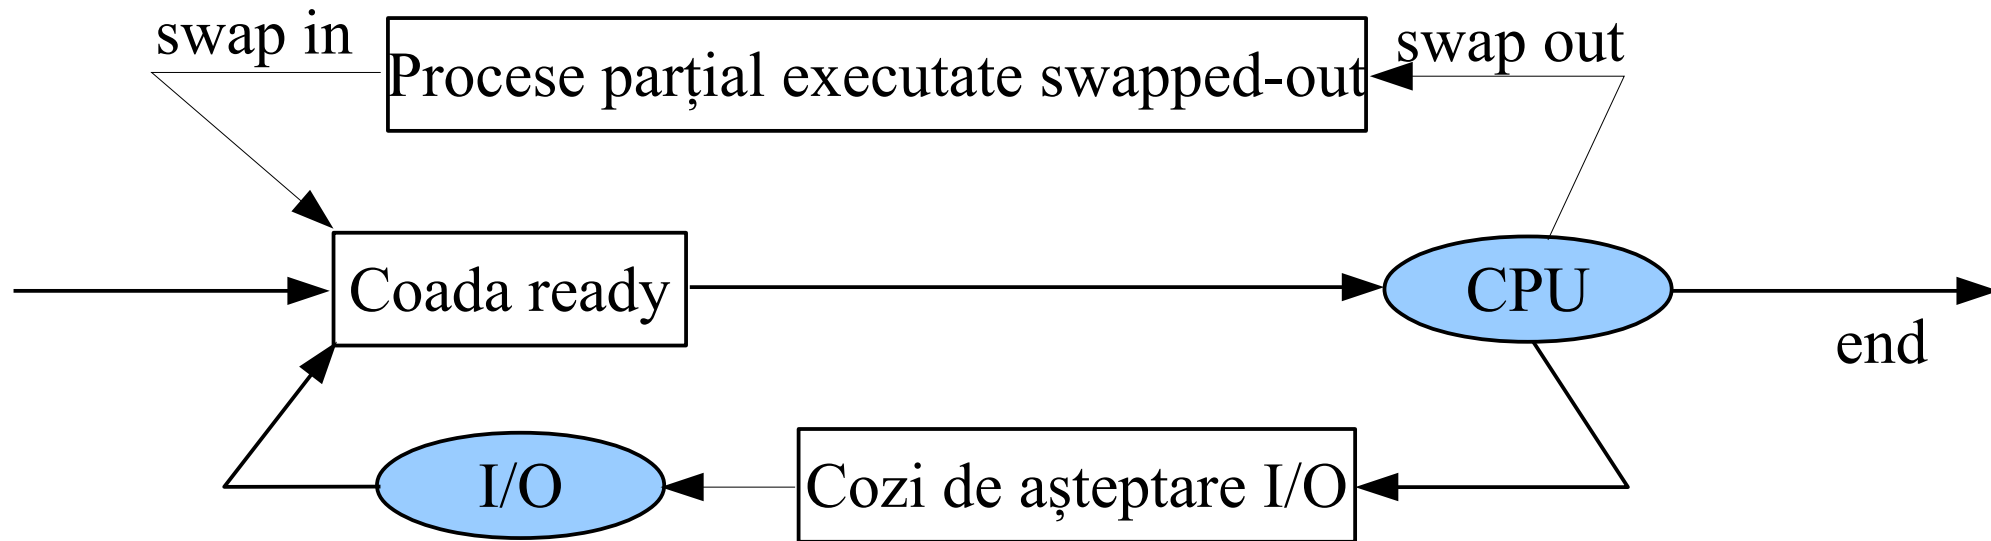 swap in
Procese parțial executate swapped-out
swap out
Coada ready
CPU
end
I/O
Cozi de așteptare I/O